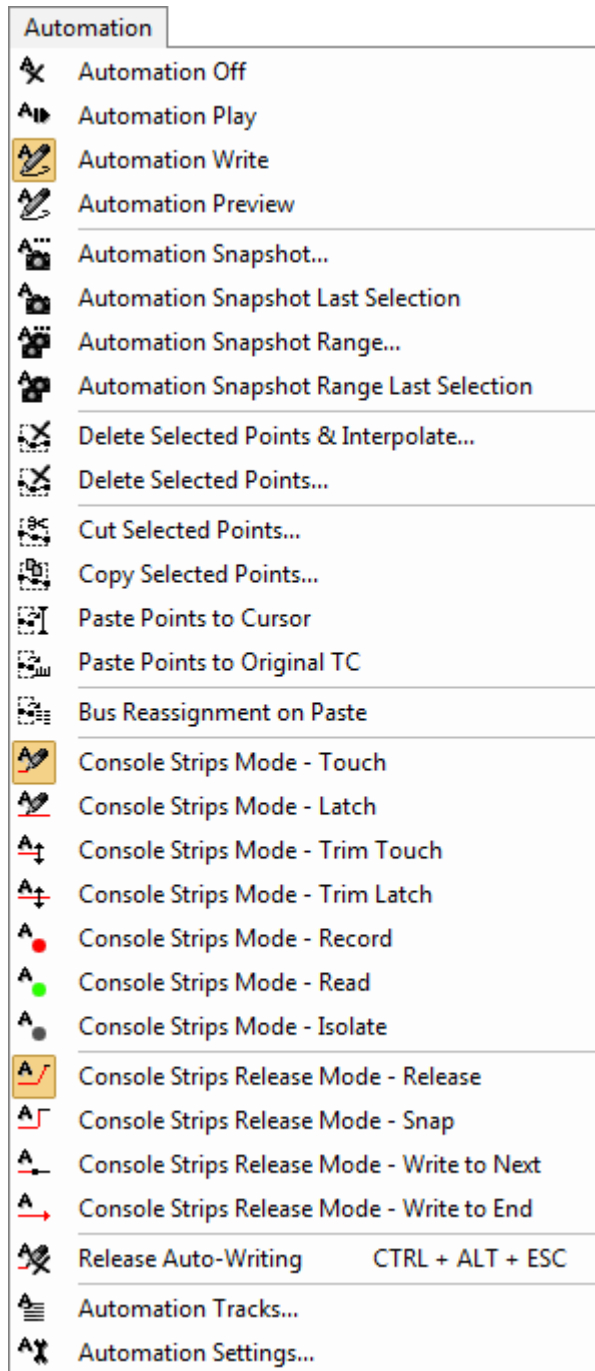 Automation
Automation Off
Automation Play
Automation Write
Automation Preview
Automation Snapshot...
Automation Snapshot Last Selection
Automation Snapshot Range...
Automation Snapshot Range Last Selection
Delete Selected Points & Interpolate...
Delete Selected Points...
Cut Selected Points...
Copy Selected Points...
Paste Points to Cursor
Paste Points to Original TC
Bus Reassignment on Paste
Console Strips Mode - Touch
Console Strips Mode - Latch
Console Strips Mode - Trim Touch
Console Strips Mode - Trim Latch
Console Strips Mode - Record
Console Strips Mode - Read
Console Strips Mode - Isolate
Console Strips Release Mode - Release
Console Strips Release Mode - Snap
Console Strips Release Mode - Write to Next
Console Strips Release Mode - Write to End
Release Auto-Writing CTRL + ALT + ESC
Automation Tracks...
Automation Settings...